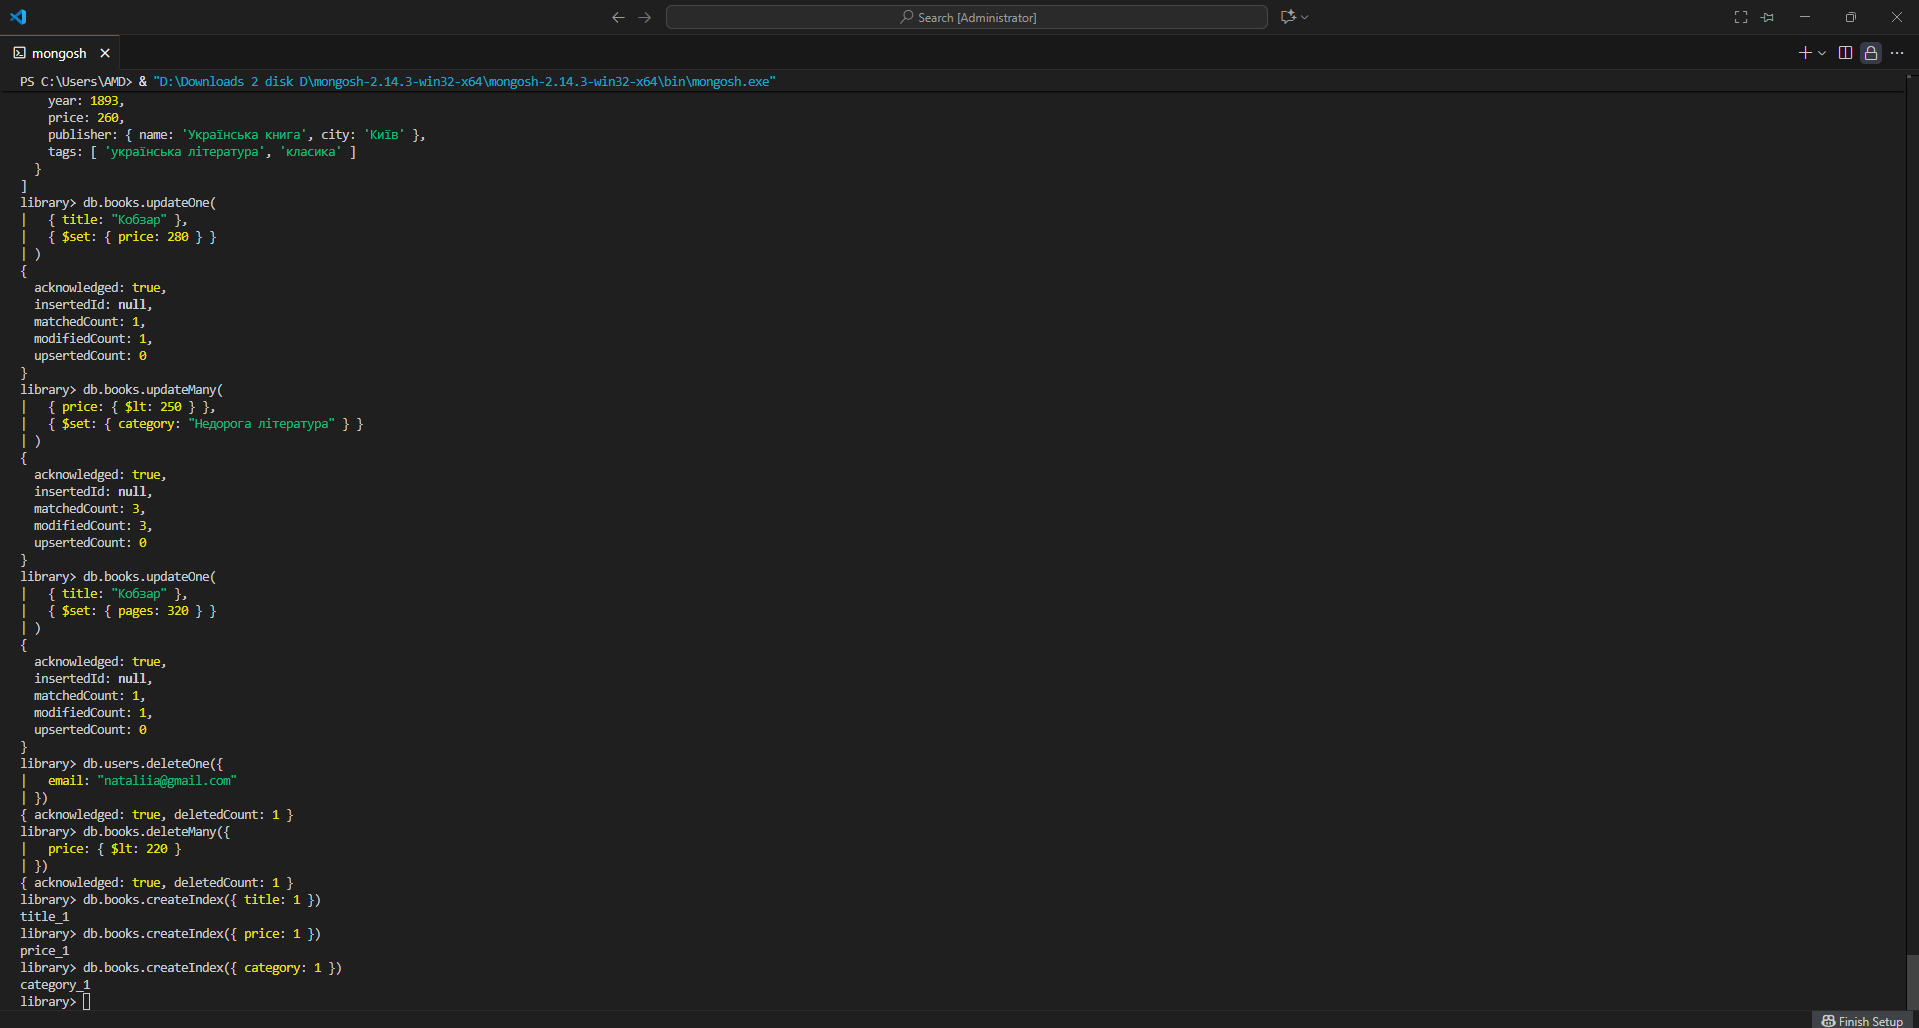 Search [Administrator]
mongosh
PS C:\Users\AMD> & "D:\Downloads 2 disk D\mongosh-2.14.3-win32-x64\mongosh-2.14.3-win32-x64\bin\mongosh.exe"
    year: 1893,
    price: 260,
    publisher: { name: 'Українська книга', city: 'Київ' },
    tags: [ 'українська література', 'класика' ]
  }
]
library> db.books.updateOne(
|   { title: "Кобзар" },
|   { $set: { price: 280 } }
| )
{
  acknowledged: true,
  insertedId: null,
  matchedCount: 1,
  modifiedCount: 1,
  upsertedCount: 0
}
library> db.books.updateMany(
|   { price: { $lt: 250 } },
|   { $set: { category: "Недорога література" } }
| )
{
  acknowledged: true,
  insertedId: null,
  matchedCount: 3,
  modifiedCount: 3,
  upsertedCount: 0
}
library> db.books.updateOne(
|   { title: "Кобзар" },
|   { $set: { pages: 320 } }
| )
{
  acknowledged: true,
  insertedId: null,
  matchedCount: 1,
  modifiedCount: 1,
  upsertedCount: 0
}
library> db.users.deleteOne({
|   email: "nataliia@gmail.com"
| })
{ acknowledged: true, deletedCount: 1 }
library> db.books.deleteMany({
|   price: { $lt: 220 }
| })
{ acknowledged: true, deletedCount: 1 }
library> db.books.createIndex({ title: 1 })
title_1
library> db.books.createIndex({ price: 1 })
price_1
library> db.books.createIndex({ category: 1 })
category_1
library>
Finish Setup